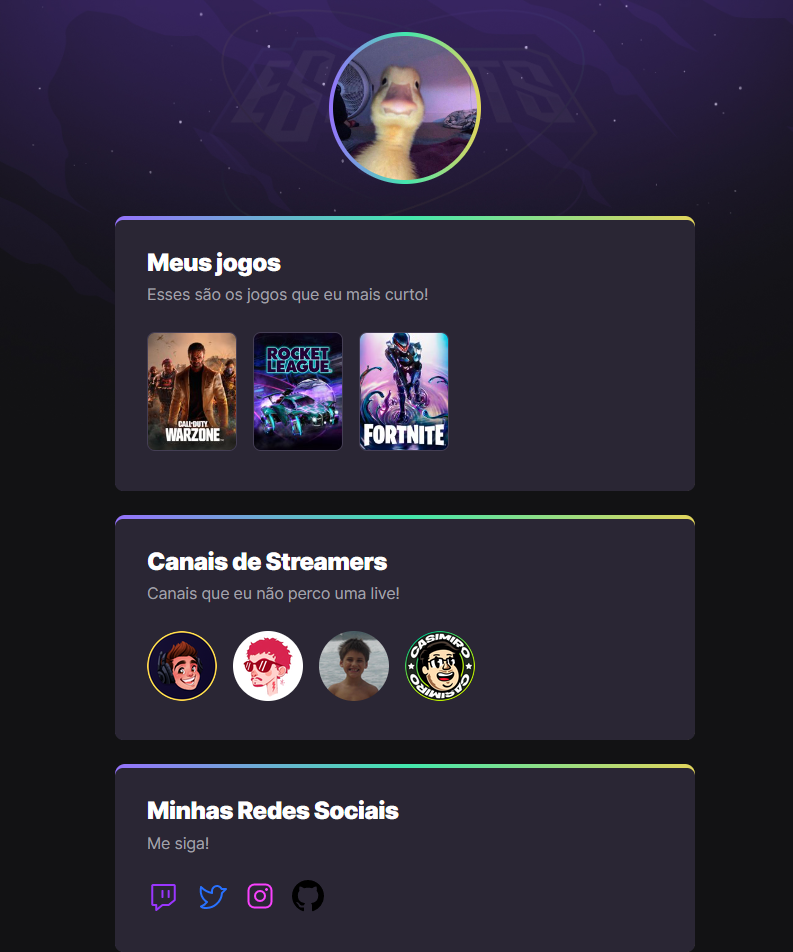 ESPORTS
Meus jogos
Esses são os jogos que eu mais curto!
CALL OF DUTY
WARZONE
ROCKET
LEAGUE
FORTNITE
Canais de Streamers
Canais que eu não perco uma live!
CASIMIRO
CASIMIRO
Minhas Redes Sociais
Me siga!